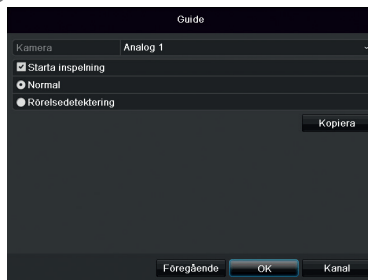 Guide
Kamera Analog 1
Starta inspelning
Normal
Rörelsedetektering
Kopiera
Föregående OK Kanal